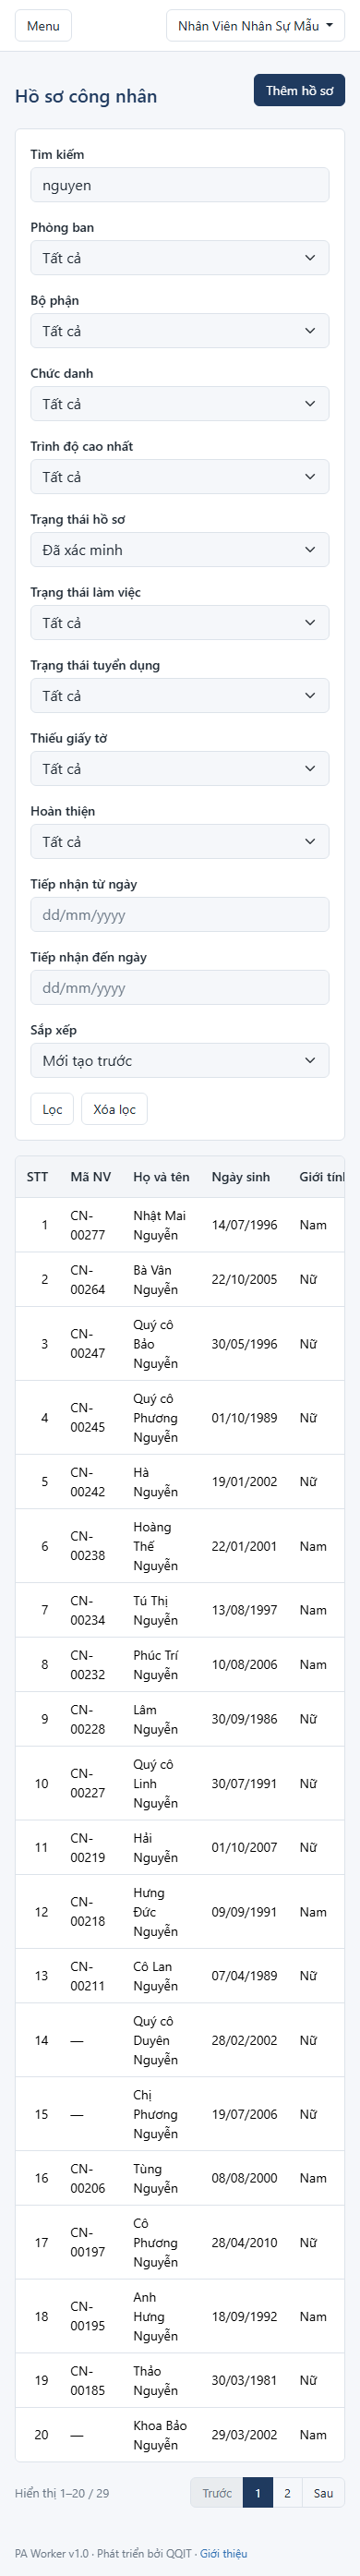 Menu
Nhân Viên Nhân Sự Mẫu
Hồ sơ công nhân
Thêm hồ sơ
Tìm kiếm
nguyen
Phòng ban
Tất cả
Bộ phận
Tất cả
Chức danh
Tất cả
Trình độ cao nhất
Tất cả
Trạng thái hồ sơ
Đã xác minh
Trạng thái làm việc
Tất cả
Trạng thái tuyển dụng
Tất cả
Thiếu giấy tờ
Tất cả
Hoàn thiện
Tất cả
Tiếp nhận từ ngày
dd/mm/yyyy
Tiếp nhận đến ngày
dd/mm/yyyy
Sắp xếp
Mới tạo trước
Lọc Xóa lọc
STT Mã NV Họ và tên Ngày sinh Giới tính
1 CN-00277 Nhật Mai Nguyễn 14/07/1996 Nam
2 CN-00264 Bà Vân Nguyễn 22/10/2005 Nữ
3 CN-00247 Quý cô Bảo Nguyễn 30/05/1996 Nữ
4 CN-00245 Quý cô Phương Nguyễn 01/10/1989 Nữ
5 CN-00242 Hà Nguyễn 19/01/2002 Nữ
6 CN-00238 Hoàng Thế Nguyễn 22/01/2001 Nam
7 CN-00234 Tú Thị Nguyễn 13/08/1997 Nam
8 CN-00232 Phúc Trí Nguyễn 10/08/2006 Nam
9 CN-00228 Lâm Nguyễn 30/09/1986 Nữ
10 CN-00227 Quý cô Linh Nguyễn 30/07/1991 Nữ
11 CN-00219 Hải Nguyễn 01/10/2007 Nữ
12 CN-00218 Hưng Đức Nguyễn 09/09/1991 Nam
13 CN-00211 Cô Lan Nguyễn 07/04/1989 Nữ
14 — Quý cô Duyên Nguyễn 28/02/2002 Nữ
15 — Chị Phương Nguyễn 19/07/2006 Nữ
16 CN-00206 Tùng Nguyễn 08/08/2000 Nam
17 CN-00197 Cô Phương Nguyễn 28/04/2010 Nữ
18 CN-00195 Anh Hưng Nguyễn 18/09/1992 Nam
19 CN-00185 Thảo Nguyễn 30/03/1981 Nữ
20 — Khoa Bảo Nguyễn 29/03/2002 Nam
Hiển thị 1–20 / 29
Trước 1 2 Sau
PA Worker v1.0 · Phát triển bởi QQIT · Giới thiệu